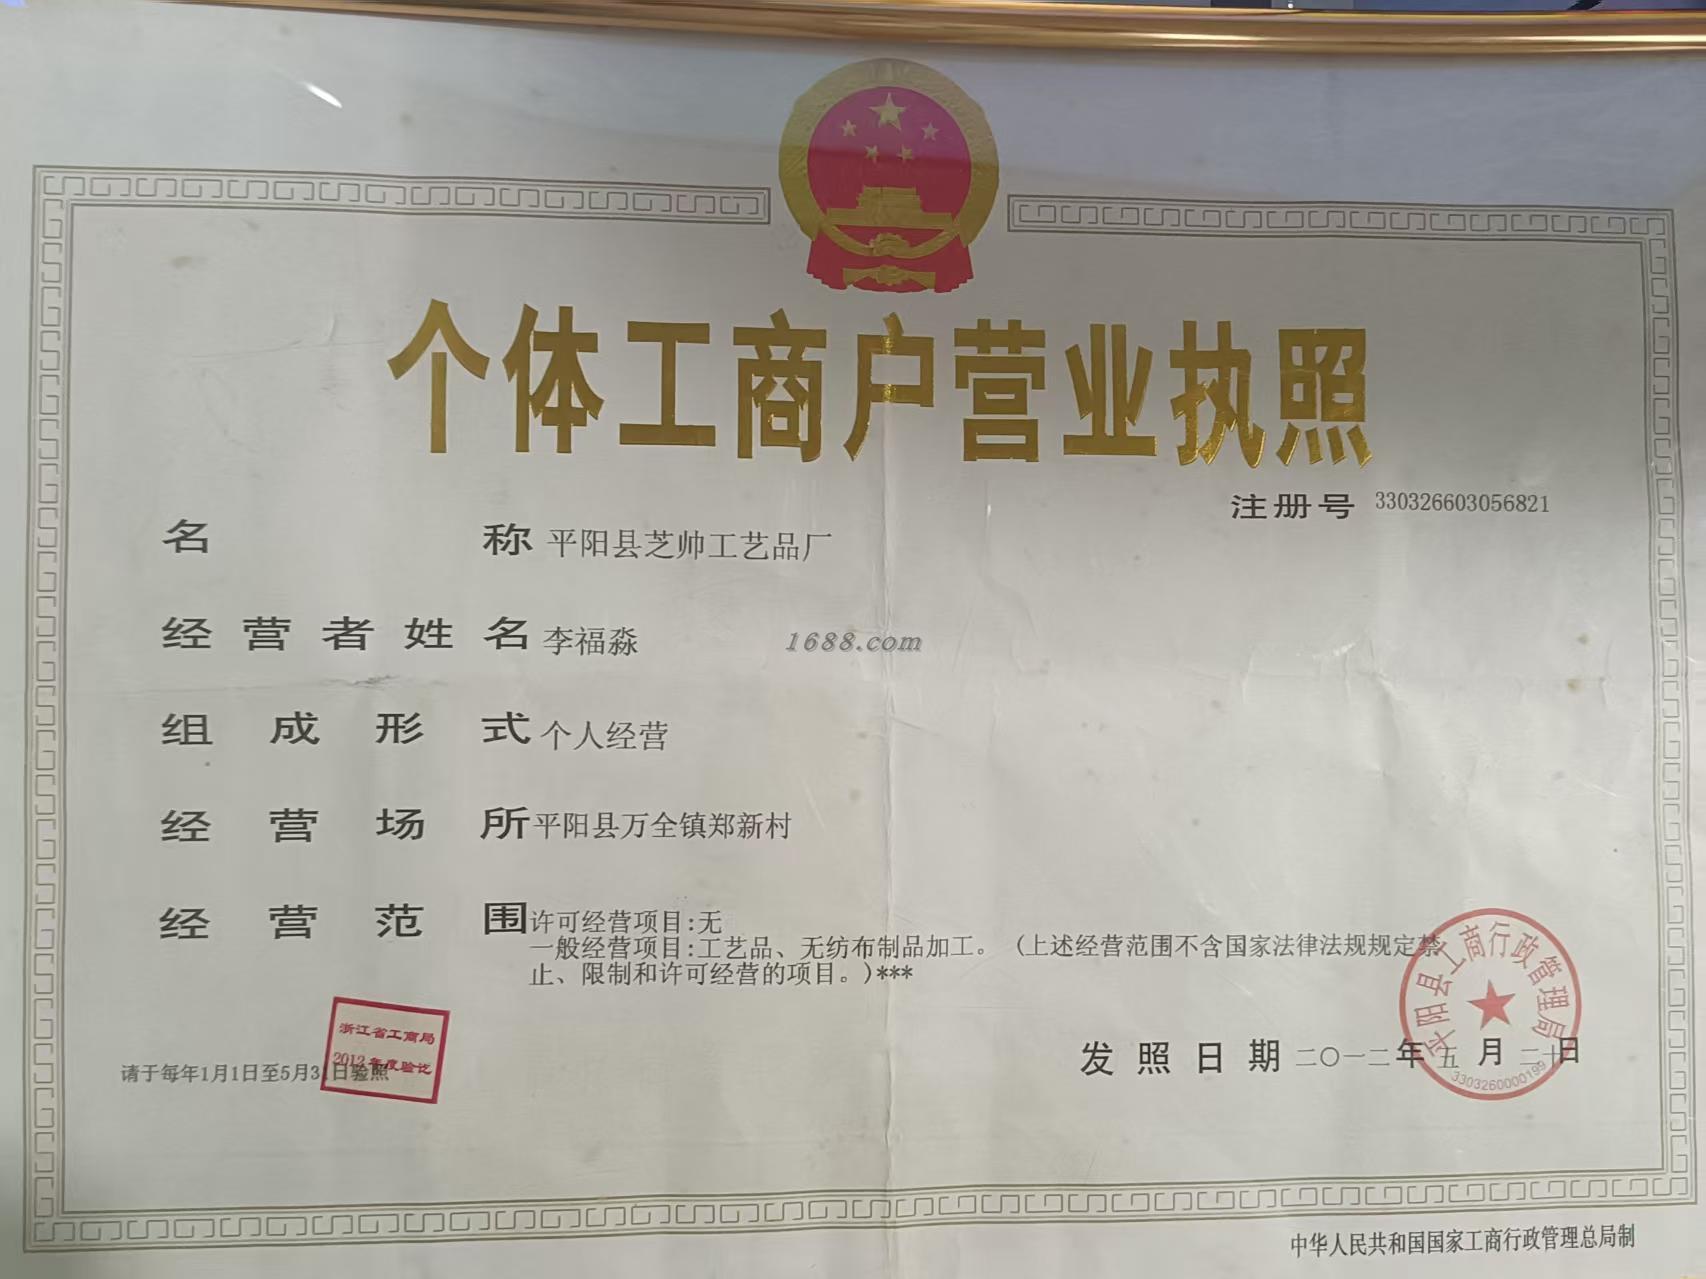 个体工商户营业执照
注册号 330326603056821
名称 平阳县芝帅工艺品厂
经营者姓名 李福淼
1688.com
组成形式 个人经营
经营场所 平阳县万全镇郑新村
经营范围 许可经营项目:无
一般经营项目:工艺品、无纺布制品加工。(上述经营范围不含国家法律法规规定禁
止、限制和许可经营的项目。)***
平阳县工商行政管理局
3303260000199
浙江省工商局
2012年度验讫
请于每年1月1日至5月31日验照
发照日期 二〇一二年五月二十日
中华人民共和国国家工商行政管理总局制